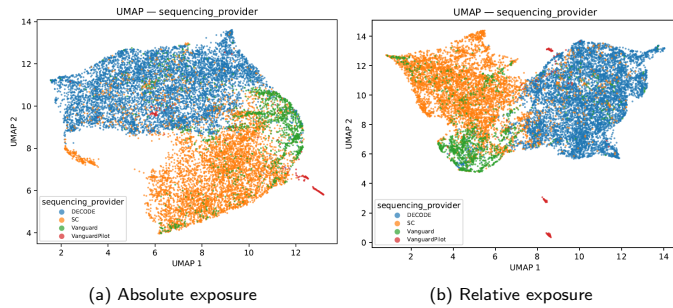 UMAP — sequencing_provider
14
12
10
8
6
4
UMAP 2
sequencing_provider
DECODE
SC
Vanguard
VanguardPilot
2
4
6
8
10
12
UMAP 1
(a) Absolute exposure
UMAP — sequencing_provider
14
12
10
8
6
4
2
0
UMAP 2
sequencing_provider
DECODE
SC
Vanguard
VanguardPilot
2
4
6
8
10
12
14
UMAP 1
(b) Relative exposure